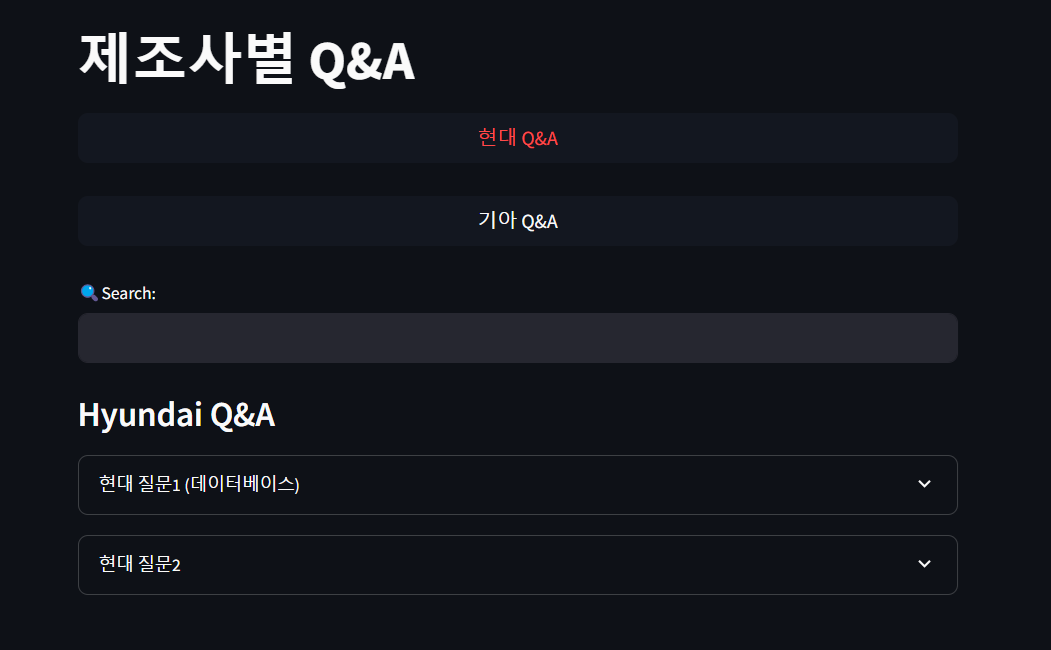 제조사별 Q&A
현대 Q&A
기아 Q&A
Search:
Hyundai Q&A
현대 질문1 (데이터베이스)
현대 질문2